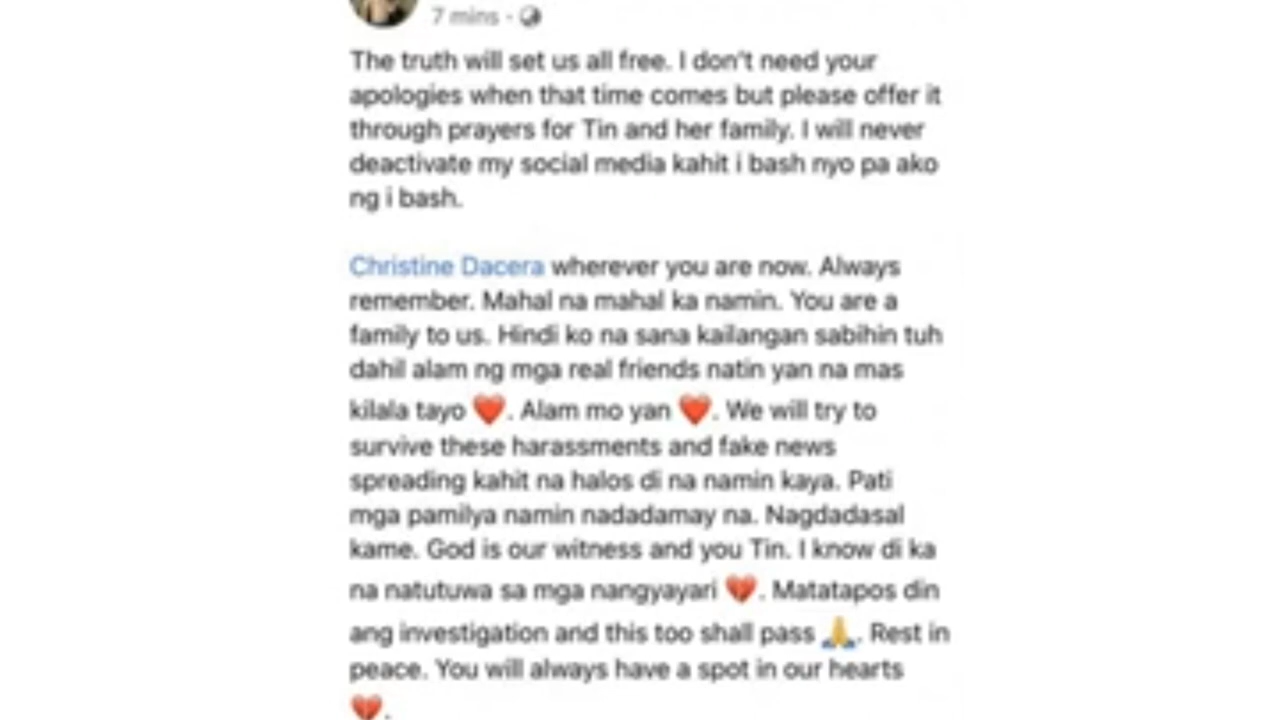 7 mins ·
The truth will set us all free. I don't need your
apologies when that time comes but please offer it
through prayers for Tin and her family. I will never
deactivate my social media kahit i bash nyo pa ako
ng i bash.
Christine Dacera wherever you are now. Always
remember. Mahal na mahal ka namin. You are a
family to us. Hindi ko na sana kailangan sabihin tuh
dahil alam ng mga real friends natin yan na mas
kilala tayo ❤️. Alam mo yan ❤️. We will try to
survive these harassments and fake news
spreading kahit na halos di na namin kaya. Pati
mga pamilya namin nadadamay na. Nagdadasal
kame. God is our witness and you Tin. I know di ka
na natutuwa sa mga nangyayari 💔. Matatapos din
ang investigation and this too shall pass 🙏. Rest in
peace. You will always have a spot in our hearts
💔.